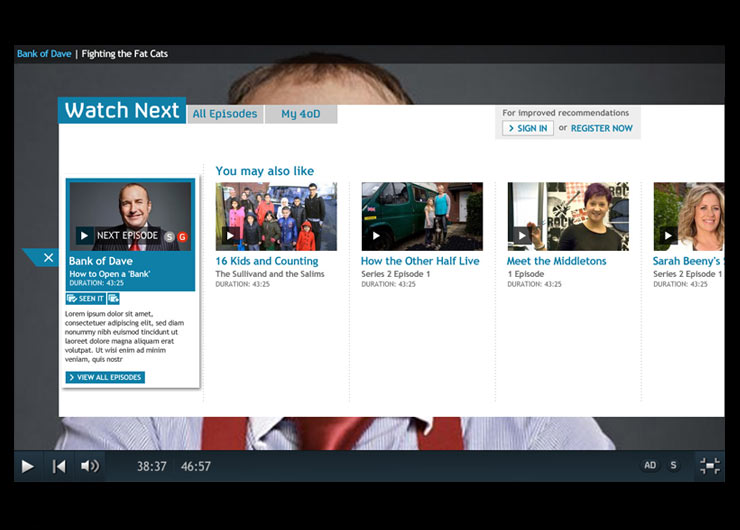 Bank of Dave | Fighting the Fat Cats
Watch Next
All Episodes
My 4oD
For improved recommendations
> SIGN IN or REGISTER NOW
You may also like
NEXT EPISODE S G
Bank of Dave
How to Open a 'Bank'
DURATION: 43:25
SEEN IT
Lorem ipsum dolor sit amet,
consectetuer adipiscing elit, sed diam
nonummy nibh euismod tincidunt ut
laoreet dolore magna aliquam erat
volutpat. Ut wisi enim ad minim
veniam, quis nostr
> VIEW ALL EPISODES
16 Kids and Counting
The Sullivand and the Salims
DURATION: 43:25
How the Other Half Live
Series 2 Episode 1
DURATION: 43:25
Meet the Middletons
1 Episode
DURATION: 43:25
Sarah Beeny's S
Series 2 Episode 1
DURATION: 43:25
38:37 46:57
AD S